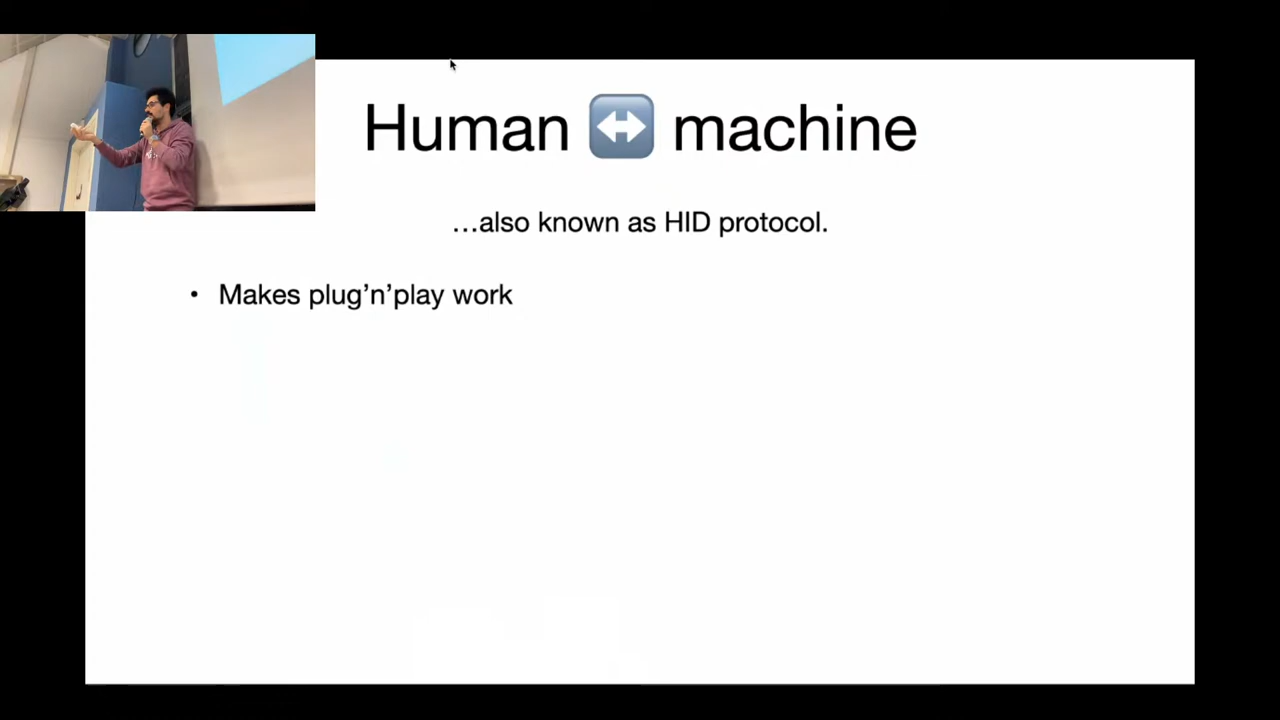 Human ↔️ machine
…also known as HID protocol.
• Makes plug’n’play work